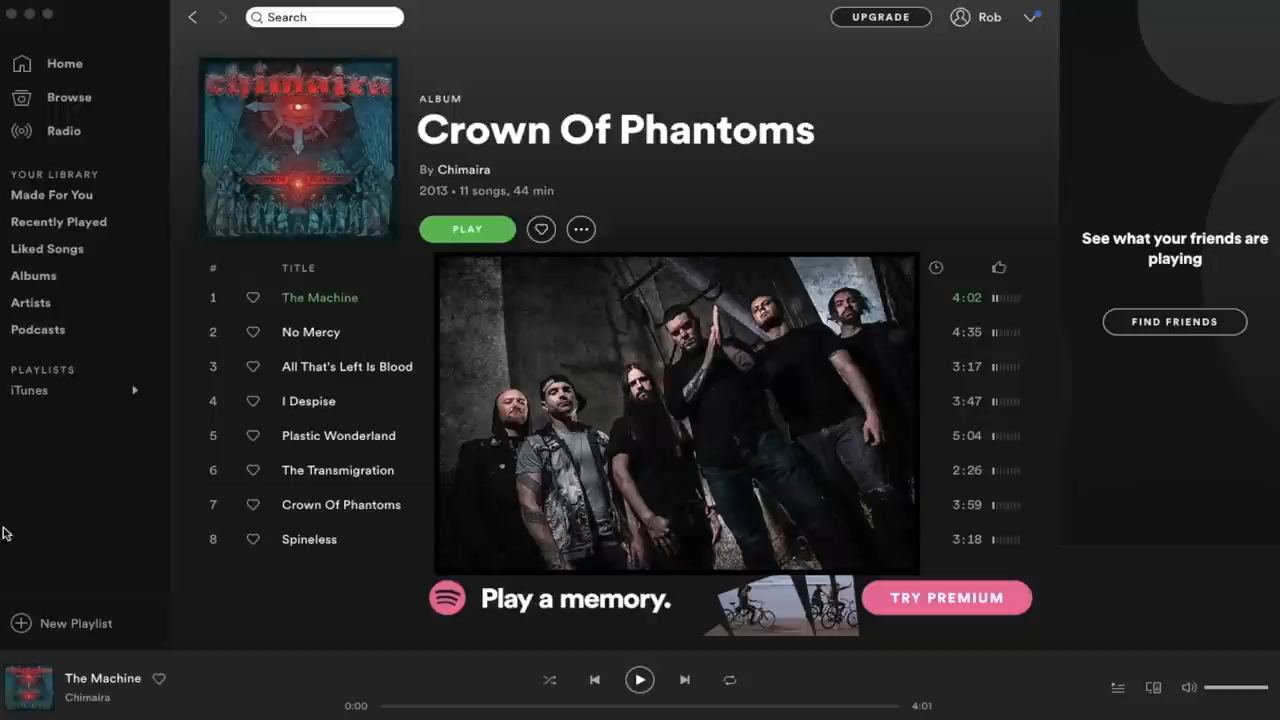 Search
UPGRADE
Rob
Home
Browse
Radio
YOUR LIBRARY
Made For You
Recently Played
Liked Songs
Albums
Artists
Podcasts
PLAYLISTS
iTunes
New Playlist
chimaira
ALBUM
Crown Of Phantoms
By Chimaira
2013 • 11 songs, 44 min
PLAY
# TITLE
1 The Machine 4:02
2 No Mercy 4:35
3 All That's Left Is Blood 3:17
4 I Despise 3:47
5 Plastic Wonderland 5:04
6 The Transmigration 2:26
7 Crown Of Phantoms 3:59
8 Spineless 3:18
Play a memory.
TRY PREMIUM
See what your friends are
playing
FIND FRIENDS
The Machine
Chimaira
0:00
4:01